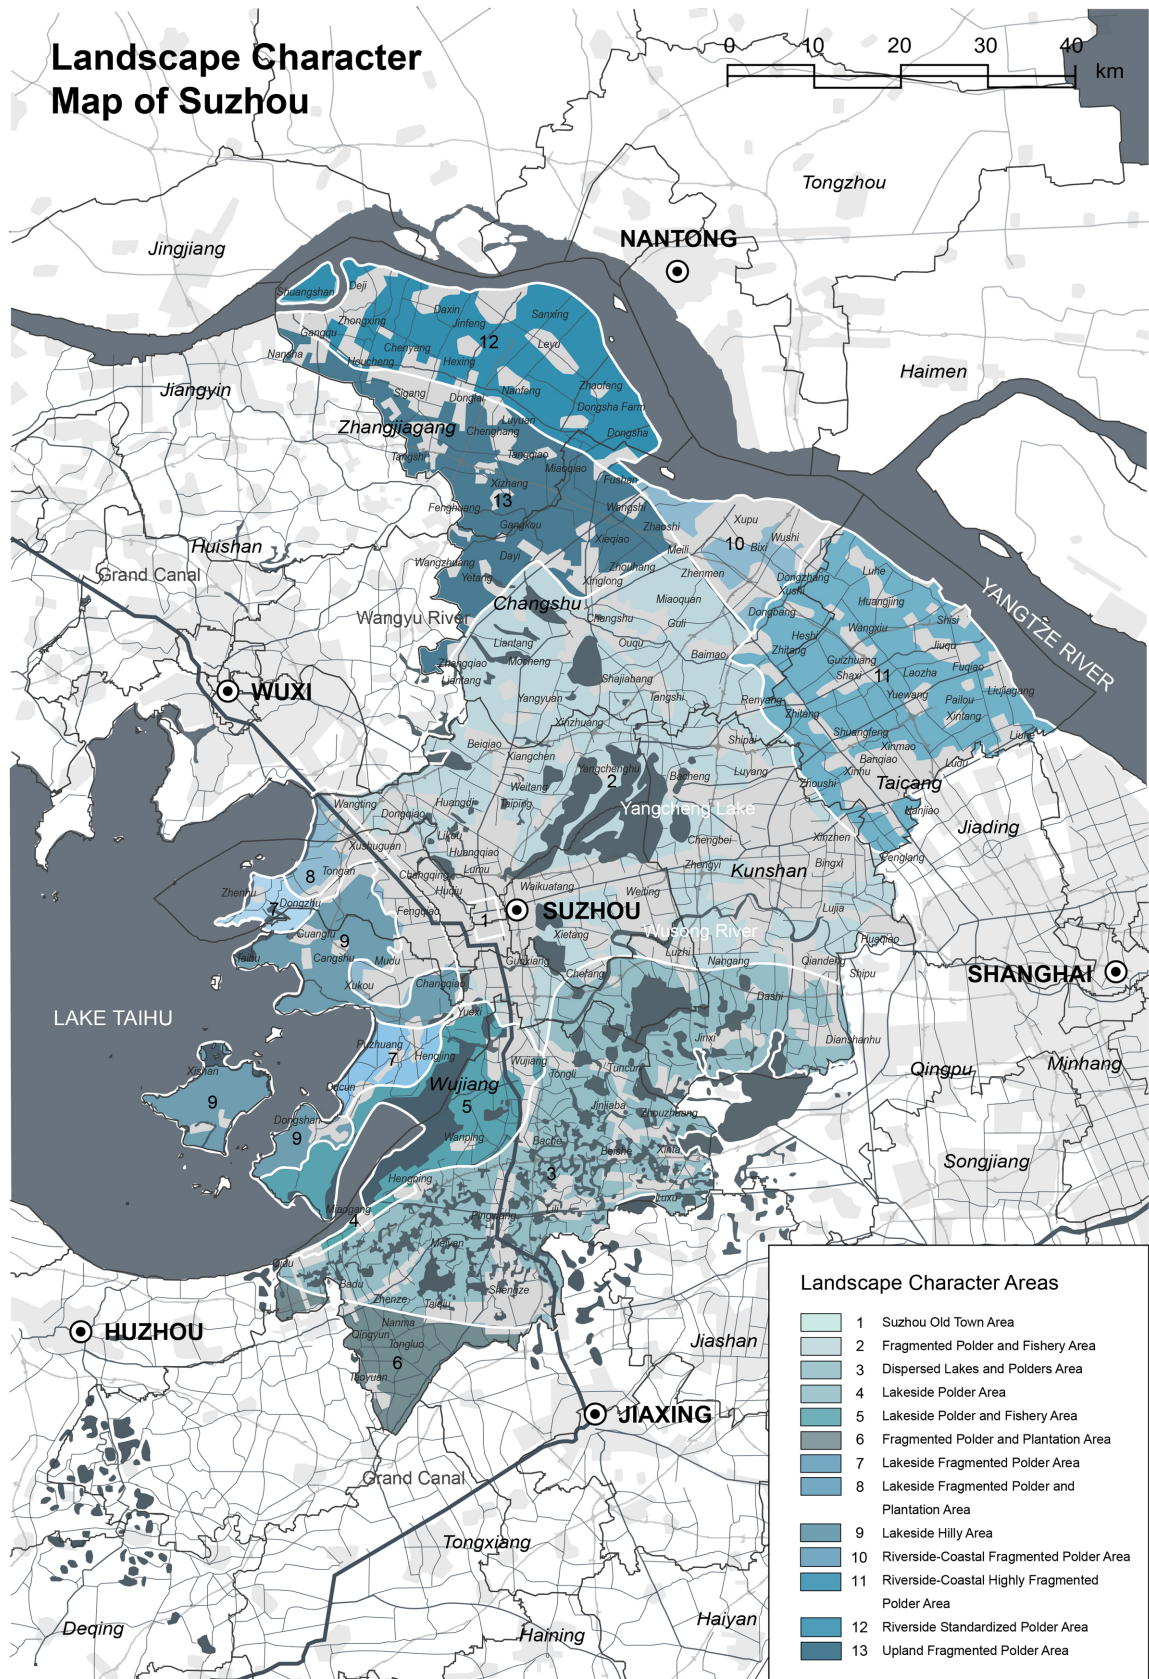 Landscape Character
Map of Suzhou
0 10 20 30 40
km
Tongzhou
NANTONG
Jingjiang
Shuangshan
Deji
Daxin
Sanxing
Zhongxing
Jinfeng
Gangqu
12
Leyu
Chenyang
Nansha
Houcheng
Hexing
Haimen
Jiangyin
Sigang
Donglai
Nanfeng
Zhaofeng
Dongsha Farm
Zhangjiagang
Luyuan
Chenghang
Dongsha
Tangshi
Tangqiao
Miaoqiao
Xizhang
Fushan
13
Fenghuang
Wangshi
Gangkou
Zhaoshi
Xupu
Xieqiao
Wushi
10
Bixi
Huishan
Meili
Dayi
Wangzhuang
Zhouhang
Grand Canal
Yetang
Xinglong
Zhenmen
Dongzhang
Luhe
Xushi
YANGTZE RIVER
Changshu
Miaoquan
Huangjing
Wangyu River
Changshu
Guli
Dongbang
Shisi
Wangxiu
Heshi
Liantang
Ouqu
Zhitang
Jiuqu
Baimao
Guizhuang
Mocheng
Zhangqiao
Fuqiao
Shaxi
11
Laozha
Liantang
Shajiabang
WUXI
Yangyuan
Tangshi
Renyang
Yuewang
Pailou
Liujiagang
Zhitang
Xintang
Xinzhuang
Shuangfeng
Liuhe
Beiqiao
Shipai
Xinmao
Xiangchen
Banqiao
Ludu
Yangchenghu
Luyang
Xinhu
Bacheng
2
Zhoushi
Taicang
Weitang
Wangting
Huangdi
Taiping
Yangcheng Lake
Nanjiao
Dongqiao
Jiading
Likou
Chengbei
Xinzhen
Xushuguan
Huangqiao
Penglang
Tongan
Zhengyi
Bingxi
8
Changqing
Lumu
Kunshan
Huqiu
Waikuatang
Zhenhu
Weiting
Dongzhu
7
Fengqiao
1
SUZHOU
Lujia
Guangfu
Xietang
Wusong River
9
Huaqiao
Luzhi
Taihu
Cangshu
Mudu
Nangang
Qiandeng
Guoxiang
Chefang
Shipu
SHANGHAI
Xukou
Changqiao
Dashi
Yuexi
LAKE TAIHU
Jinxi
Dianshanhu
Puzhuang
Hengjing
7
Wujiang
Xishan
Tongli
Tuncun
Qingpu
Minhang
Ducun
Wujiang
9
5
Jinjiaba
Zhouzhuang
Dongshan
9
Wanping
Bache
Beishe
Xinta
Songjiang
3
Hengping
Luxu
Miaogang
Lili
4
Pingwang
Meiyan
Qidu
Badu
Shengze
Zhenze
Taiqiu
HUZHOU
Nanma
Qingyun
Tongluo
Jiashan
6
Taoyuan
JIAXING
Grand Canal
Tongxiang
Deqing
Haining
Haiyan
Landscape Character Areas
1 Suzhou Old Town Area
2 Fragmented Polder and Fishery Area
3 Dispersed Lakes and Polders Area
4 Lakeside Polder Area
5 Lakeside Polder and Fishery Area
6 Fragmented Polder and Plantation Area
7 Lakeside Fragmented Polder Area
8 Lakeside Fragmented Polder and
Plantation Area
9 Lakeside Hilly Area
10 Riverside-Coastal Fragmented Polder Area
11 Riverside-Coastal Highly Fragmented
Polder Area
12 Riverside Standardized Polder Area
13 Upland Fragmented Polder Area